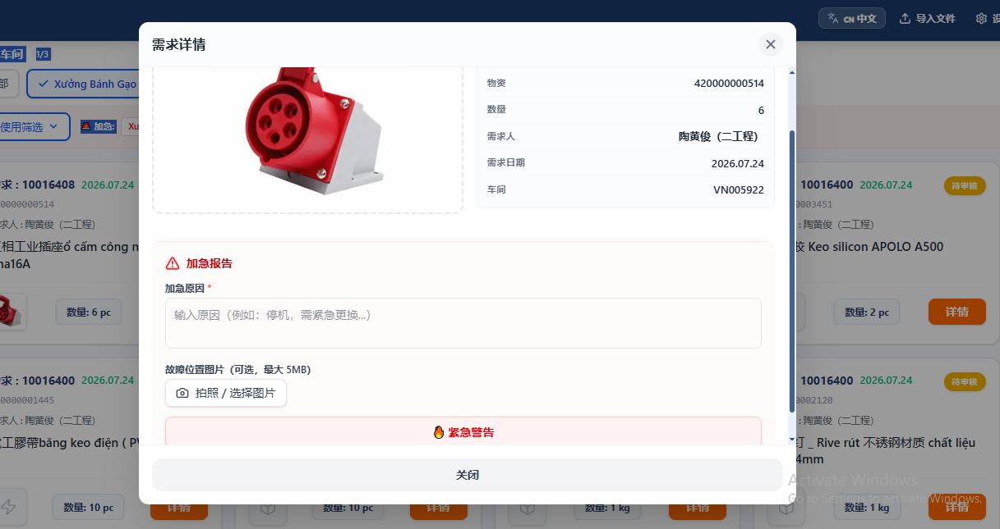 CN 中文
导入文件
设
需求详情
车间 1/3
部
Xưởng Bánh Gạo
使用筛选
加急:
Xu
物资 420000000514
数量 6
需求人 陶黄俊（二工程）
需求日期 2026.07.24
车间 VN005922
求 : 10016408 2026.07.24
0000000514
求人 : 陶黄俊（二工程）
相工业插座ổ cấm công n
na16A
数量: 6 pc
10016400 2026.07.24
待审核
0003451
: 陶黄俊（二工程）
胶 Keo silicon APOLO A500
数量: 2 pc
详情
加急报告
加急原因 *
输入原因（例如：停机，需紧急更换...）
故障位置图片（可选，最大 5MB）
拍照 / 选择图片
紧急警告
关闭
求 : 10016400 2026.07.24
0000001445
求人 : 陶黄俊（二工程）
工膠带băng keo điện ( PV
数量: 10 pc
详情
数量: 10 pc
详情
数量: 1 kg
详情
10016400 2026.07.24
待审核
0002120
: 陶黄俊（二工程）
钉 _ Rive rút 不锈钢材质 chất liệu
4mm
数量: 1 kg
详情
Activate Windows
Go to Settings to activate Windows.